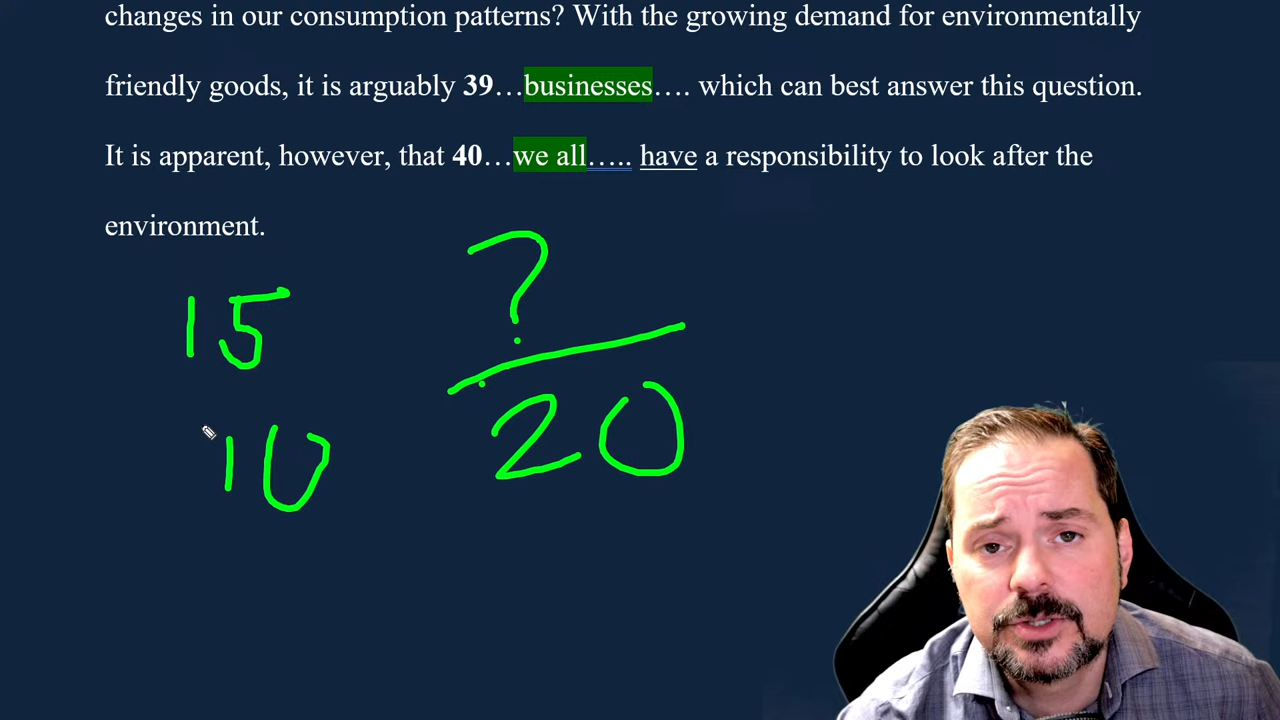 changes in our consumption patterns? With the growing demand for environmentally
friendly goods, it is arguably 39…businesses…. which can best answer this question.
It is apparent, however, that 40…we all….. have a responsibility to look after the
environment.
15
10
?
20